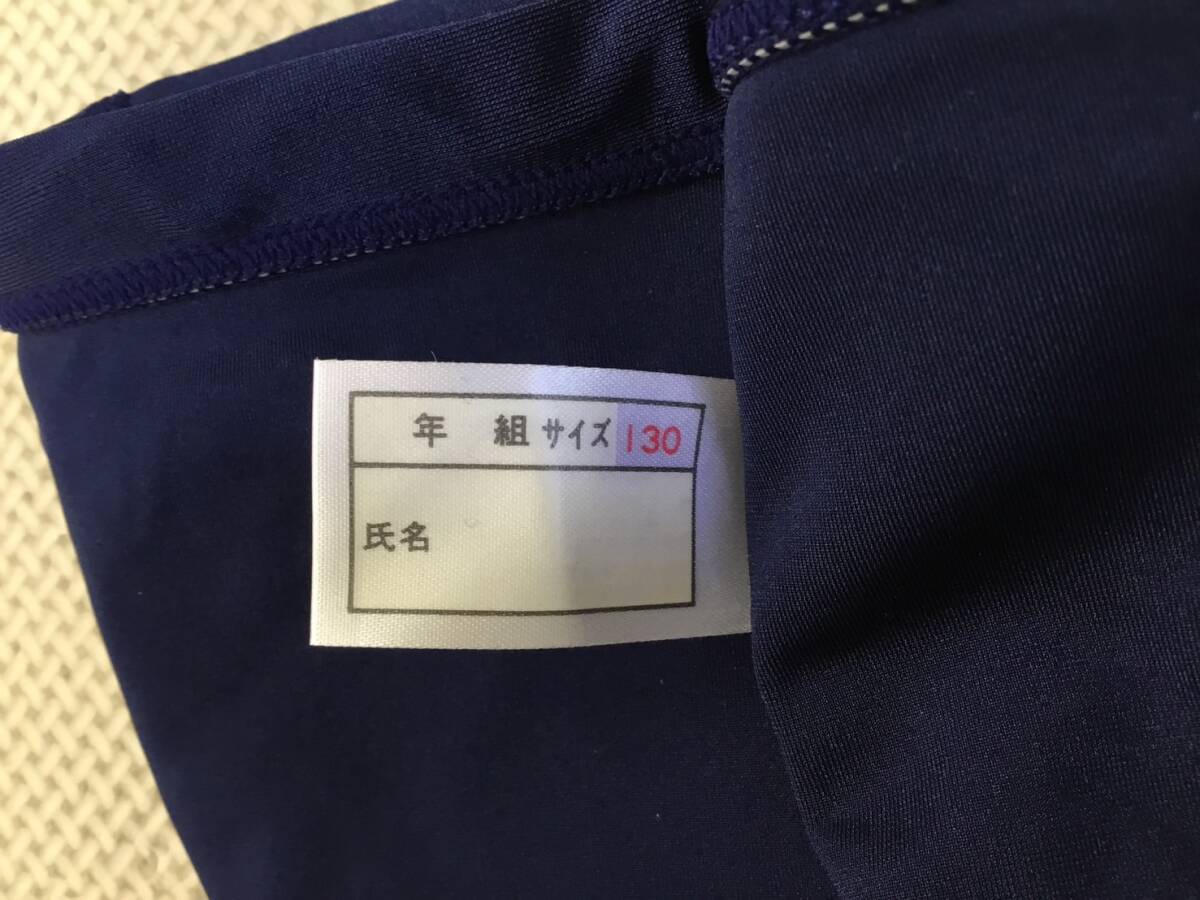 年 組 サイズ 130
氏名